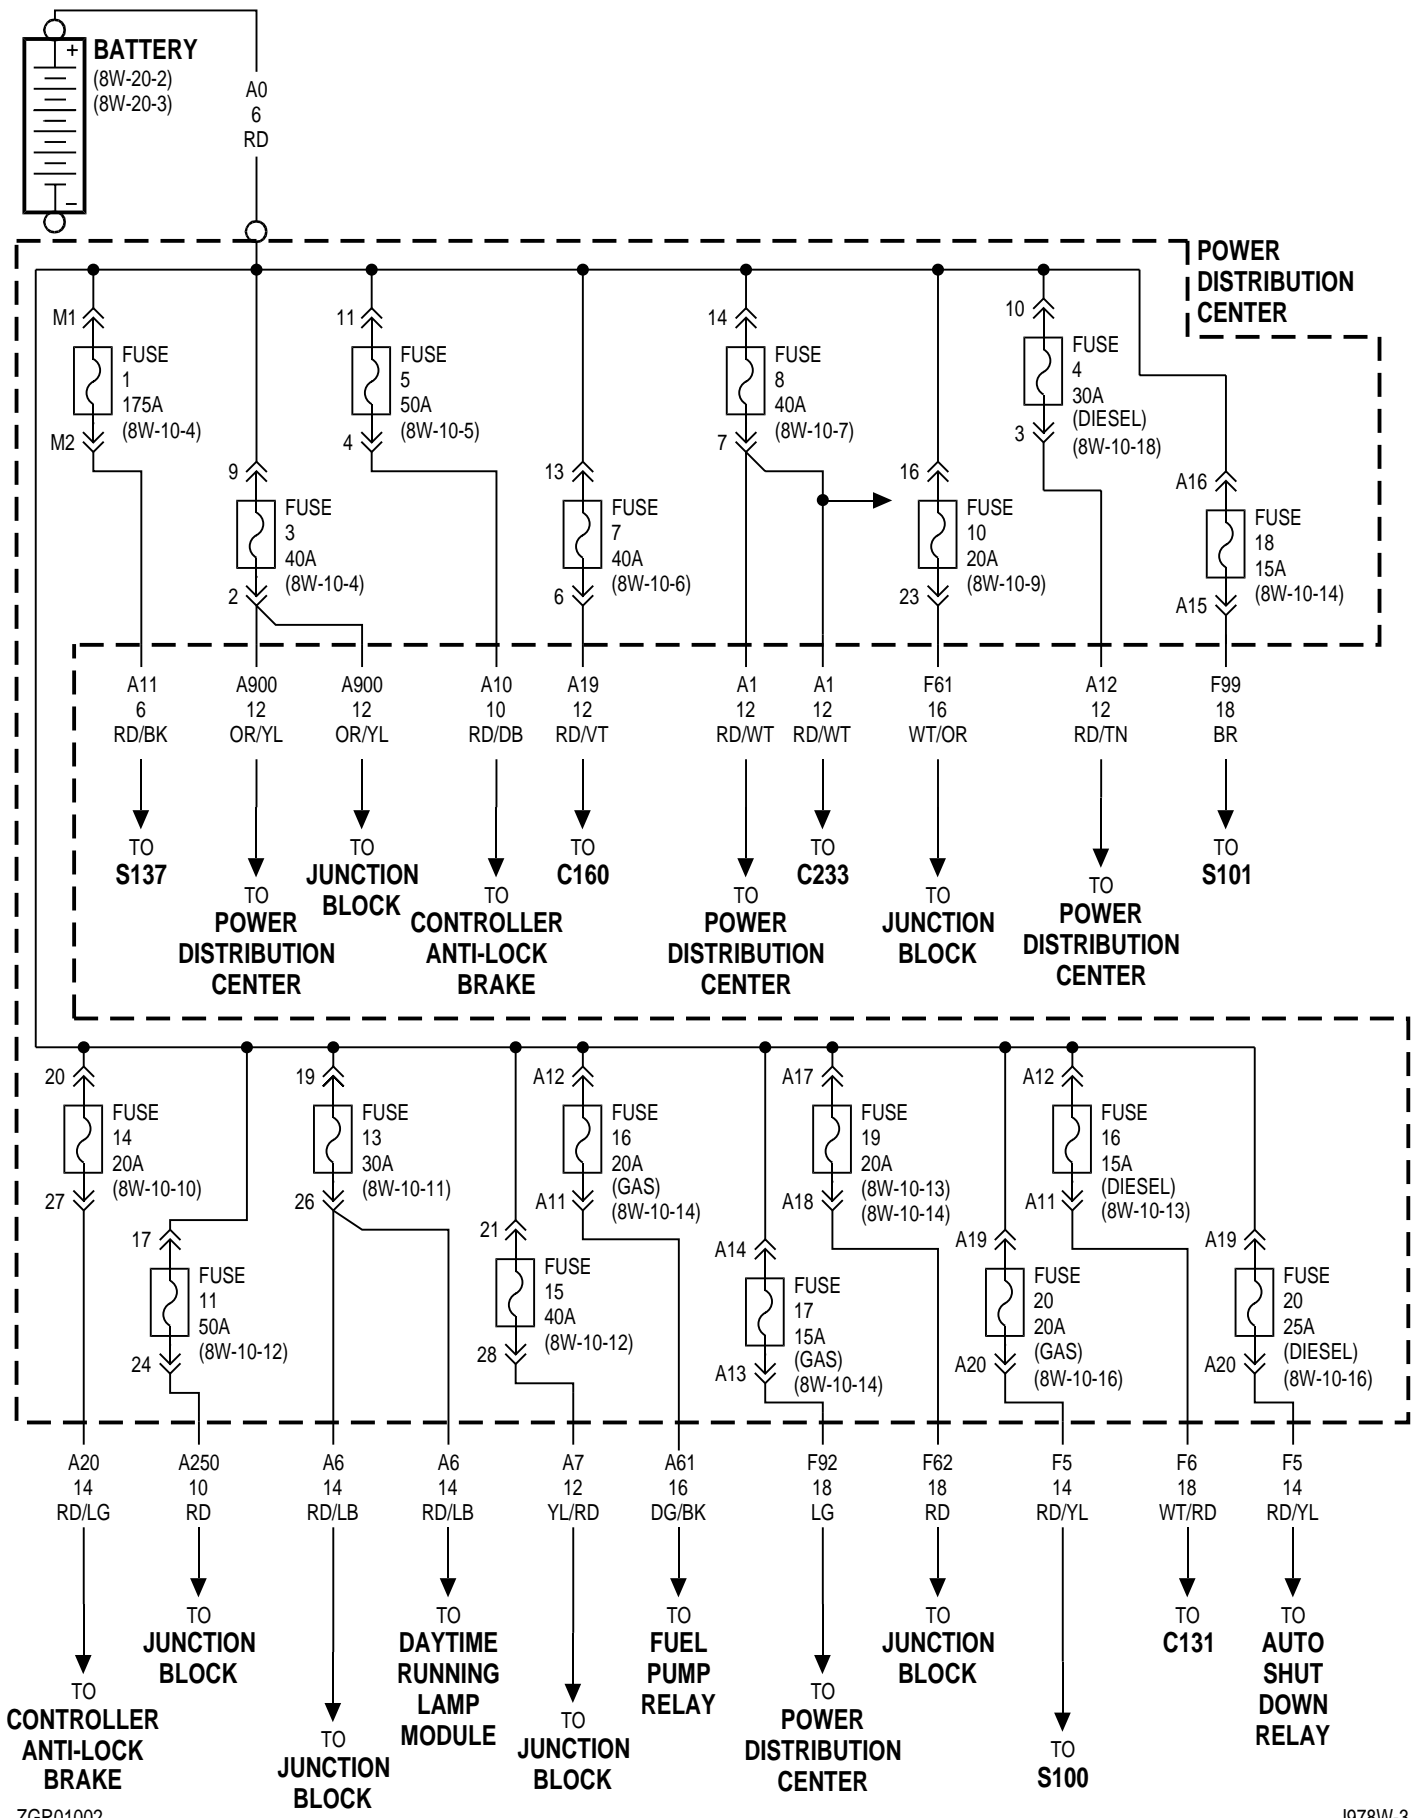 +
BATTERY
(8W-20-2)
(8W-20-3)
–
A0
6
RD
POWER
DISTRIBUTION
CENTER
M1
FUSE
1
175A
(8W-10-4)
M2
9
FUSE
3
40A
(8W-10-4)
2
11
FUSE
5
50A
(8W-10-5)
4
13
FUSE
7
40A
(8W-10-6)
6
14
FUSE
8
40A
(8W-10-7)
7
16
FUSE
10
20A
(8W-10-9)
23
10
FUSE
4
30A
(DIESEL)
(8W-10-18)
3
A16
FUSE
18
15A
(8W-10-14)
A15
A11
6
RD/BK
TO
S137
A900
12
OR/YL
TO
POWER
DISTRIBUTION
CENTER
A900
12
OR/YL
TO
JUNCTION
BLOCK
A10
10
RD/DB
TO
CONTROLLER
ANTI-LOCK
BRAKE
A19
12
RD/VT
TO
C160
A1
12
RD/WT
TO
POWER
DISTRIBUTION
CENTER
A1
12
RD/WT
TO
C233
F61
16
WT/OR
TO
JUNCTION
BLOCK
A12
12
RD/TN
TO
POWER
DISTRIBUTION
CENTER
F99
18
BR
TO
S101
20
FUSE
14
20A
(8W-10-10)
27
17
FUSE
11
50A
(8W-10-12)
24
19
FUSE
13
30A
(8W-10-11)
26
21
FUSE
15
40A
(8W-10-12)
28
A12
FUSE
16
20A
(GAS)
(8W-10-14)
A11
A14
FUSE
17
15A
(GAS)
(8W-10-14)
A13
A17
FUSE
19
20A
(8W-10-13)
(8W-10-14)
A18
A19
FUSE
20
20A
(GAS)
(8W-10-16)
A20
A12
FUSE
16
15A
(DIESEL)
(8W-10-13)
A11
A19
FUSE
20
25A
(DIESEL)
(8W-10-16)
A20
A20
14
RD/LG
TO
CONTROLLER
ANTI-LOCK
BRAKE
A250
10
RD
TO
JUNCTION
BLOCK
A6
14
RD/LB
TO
JUNCTION
BLOCK
A6
14
RD/LB
TO
DAYTIME
RUNNING
LAMP
MODULE
A7
12
YL/RD
TO
JUNCTION
BLOCK
A61
16
DG/BK
TO
FUEL
PUMP
RELAY
F92
18
LG
TO
POWER
DISTRIBUTION
CENTER
F62
18
RD
TO
JUNCTION
BLOCK
F5
14
RD/YL
TO
S100
F6
18
WT/RD
TO
C131
F5
14
RD/YL
TO
AUTO
SHUT
DOWN
RELAY
ZGR01002
J978W-3